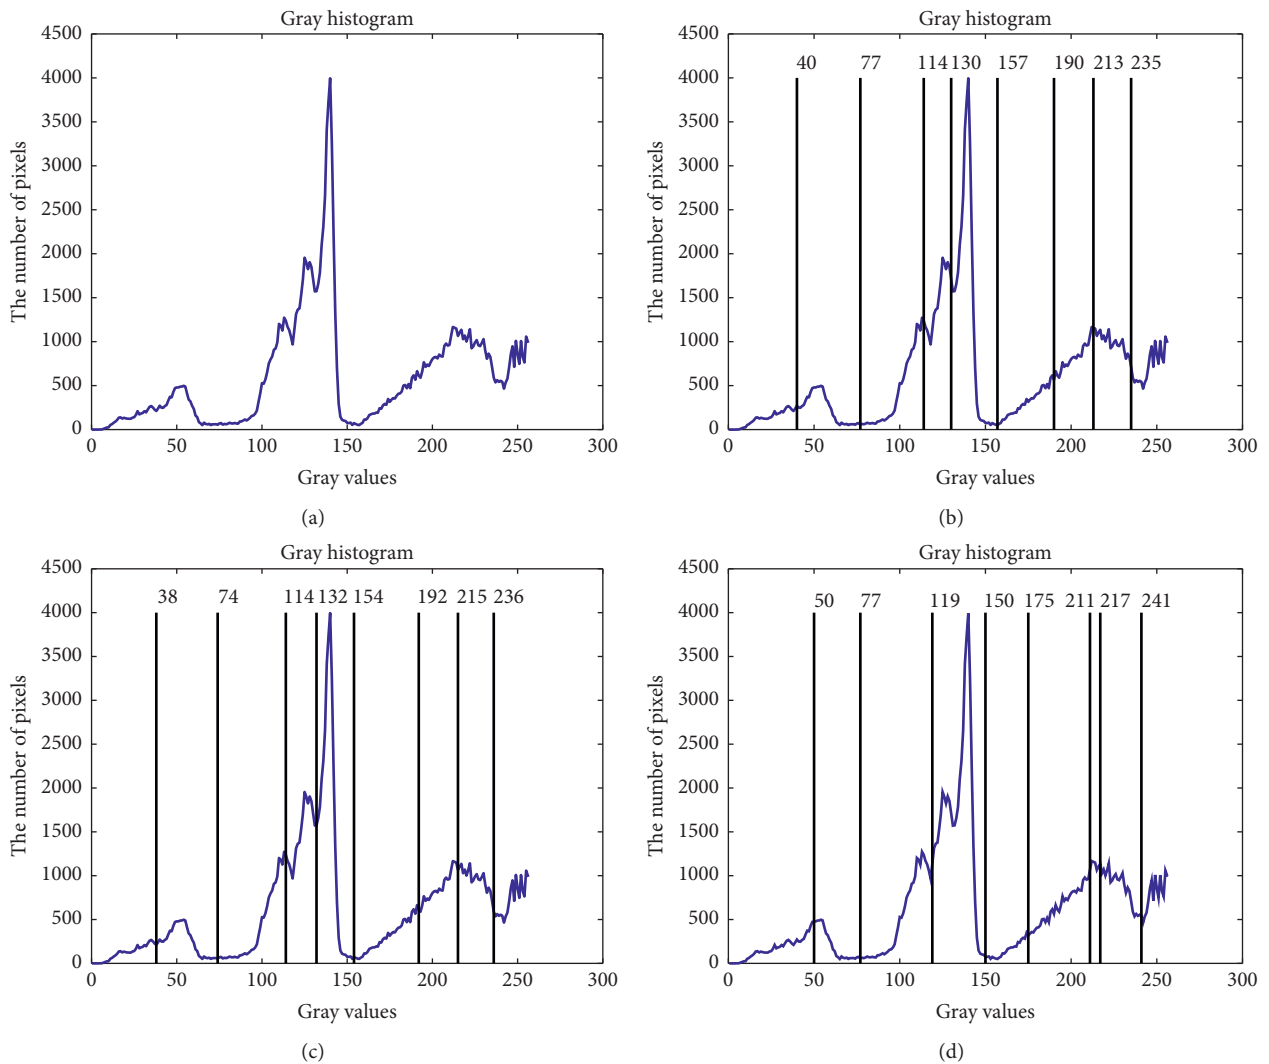 Gray histogram
4500
4000
3500
3000
2500
2000
1500
1000
500
0
The number of pixels
0 50 100 150 200 250 300
Gray values
(a)
Gray histogram
4500
4000
3500
3000
2500
2000
1500
1000
500
0
The number of pixels
40 77 114 130 157 190 213 235
0 50 100 150 200 250 300
Gray values
(b)
Gray histogram
4500
4000
3500
3000
2500
2000
1500
1000
500
0
The number of pixels
38 74 114 132 154 192 215 236
0 50 100 150 200 250 300
Gray values
(c)
Gray histogram
4500
4000
3500
3000
2500
2000
1500
1000
500
0
The number of pixels
50 77 119 150 175 211 217 241
0 50 100 150 200 250 300
Gray values
(d)